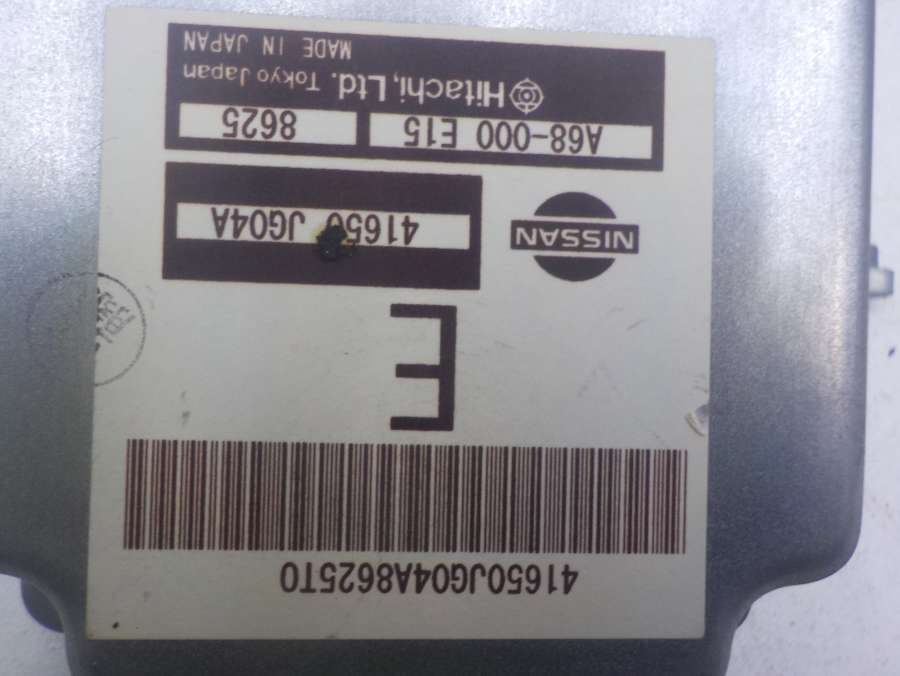 41650JG04A8625T0
E
NISSAN
41650 JG04A
A68-000 E15
8625
Hitachi, Ltd. Tokyo Japan
MADE IN JAPAN